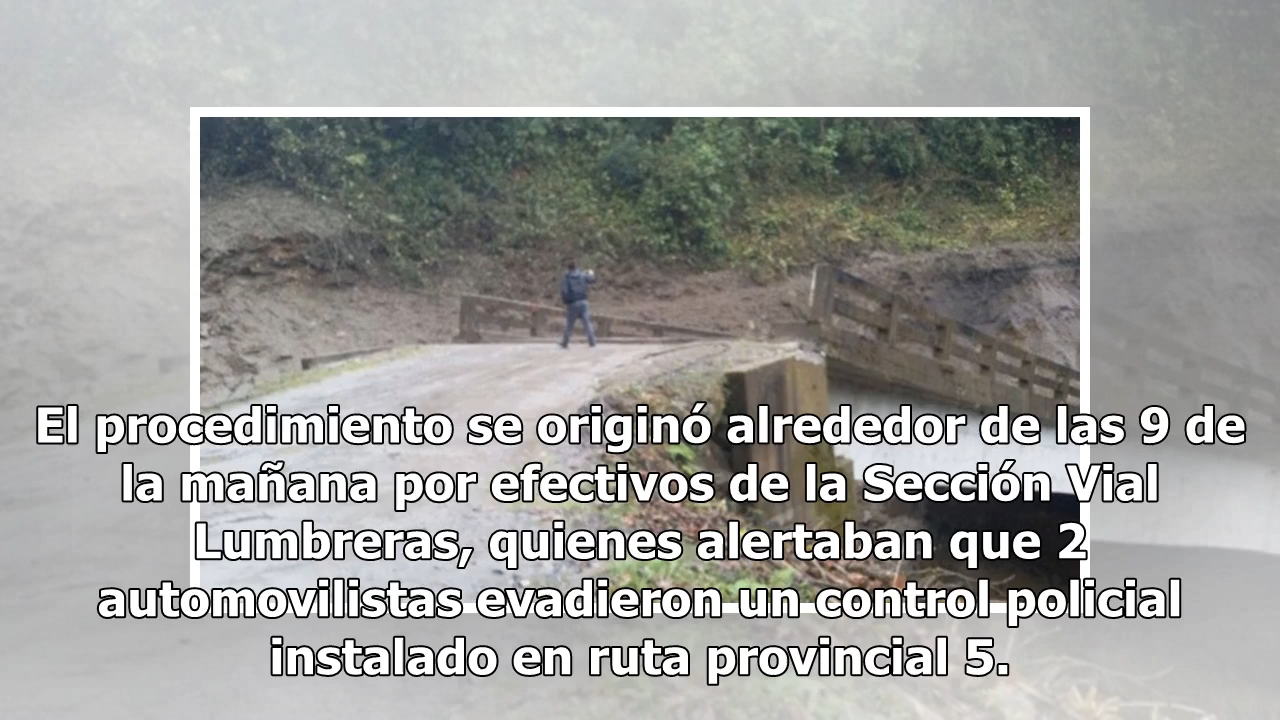 El procedimiento se originó alrededor de las 9 de
la mañana por efectivos de la Sección Vial
Lumbreras, quienes alertaban que 2
automovilistas evadieron un control policial
instalado en ruta provincial 5.